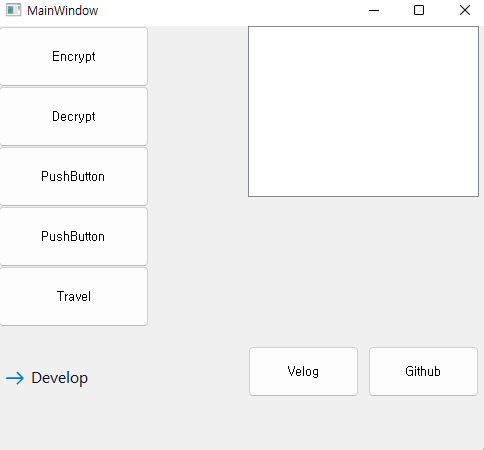 MainWindow
Encrypt
Decrypt
PushButton
PushButton
Travel
→ Develop
Velog
Github